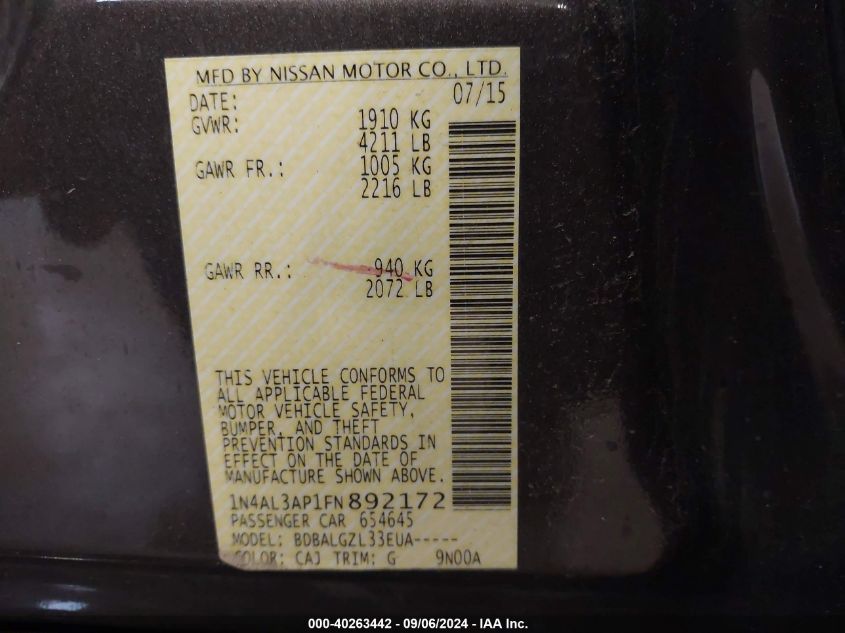 MFD BY NISSAN MOTOR CO., LTD.
DATE: 07/15
GVWR: 1910 KG
4211 LB
GAWR FR.: 1005 KG
2216 LB
GAWR RR.: 940 KG
2072 LB
THIS VEHICLE CONFORMS TO
ALL APPLICABLE FEDERAL
MOTOR VEHICLE SAFETY,
BUMPER, AND THEFT
PREVENTION STANDARDS IN
EFFECT ON THE DATE OF
MANUFACTURE SHOWN ABOVE.
1N4AL3AP1FN892172
PASSENGER CAR 654645
MODEL: BDBALGZL33EUA-----
COLOR: CAJ TRIM: G 9N00A
000-40263442 - 09/06/2024 - IAA Inc.